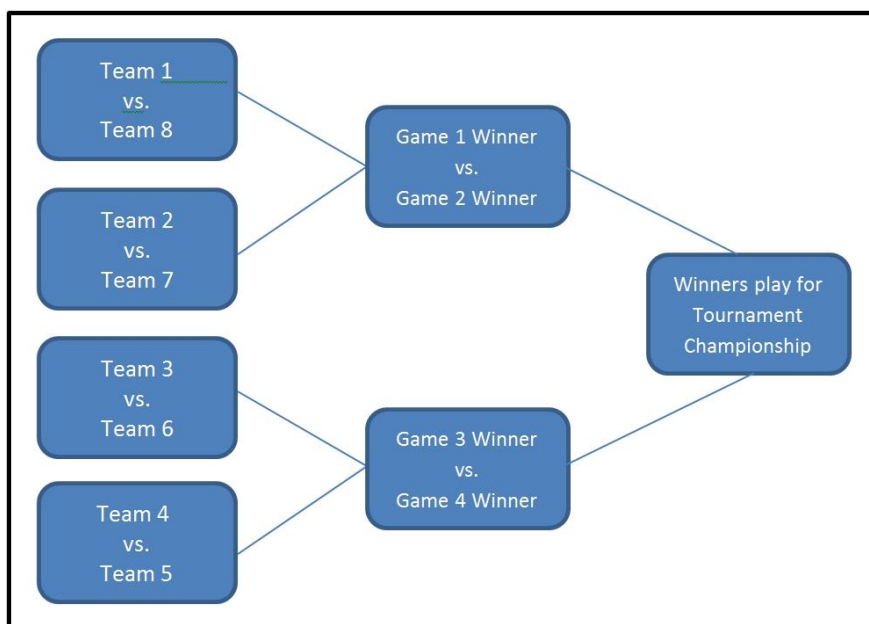 Team 1
vs.
Team 8
Team 2
vs.
Team 7
Team 3
vs.
Team 6
Team 4
vs.
Team 5
Game 1 Winner
vs.
Game 2 Winner
Game 3 Winner
vs.
Game 4 Winner
Winners play for
Tournament
Championship